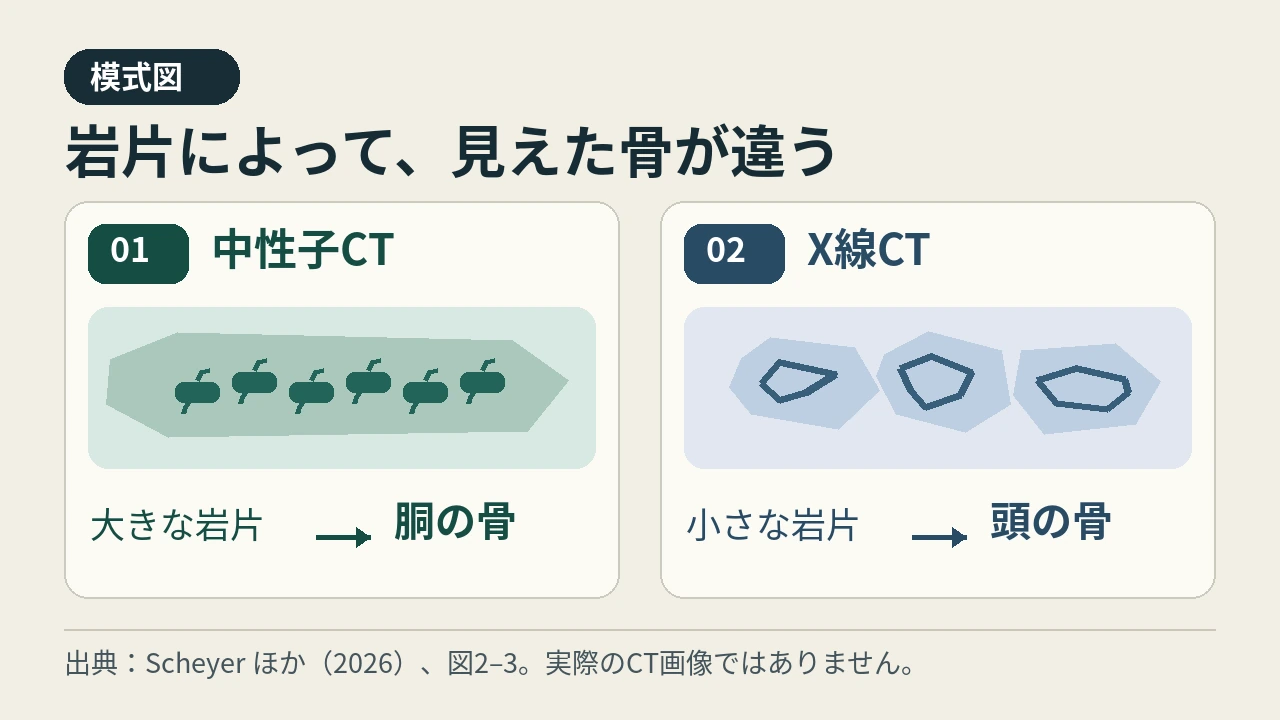 模式図
岩片によって、見えた骨が違う
01 中性子CT
大きな岩片 → 胴の骨
02 X線CT
小さな岩片 → 頭の骨
出典：Scheyer ほか（2026）、図2–3。実際のCT画像ではありません。